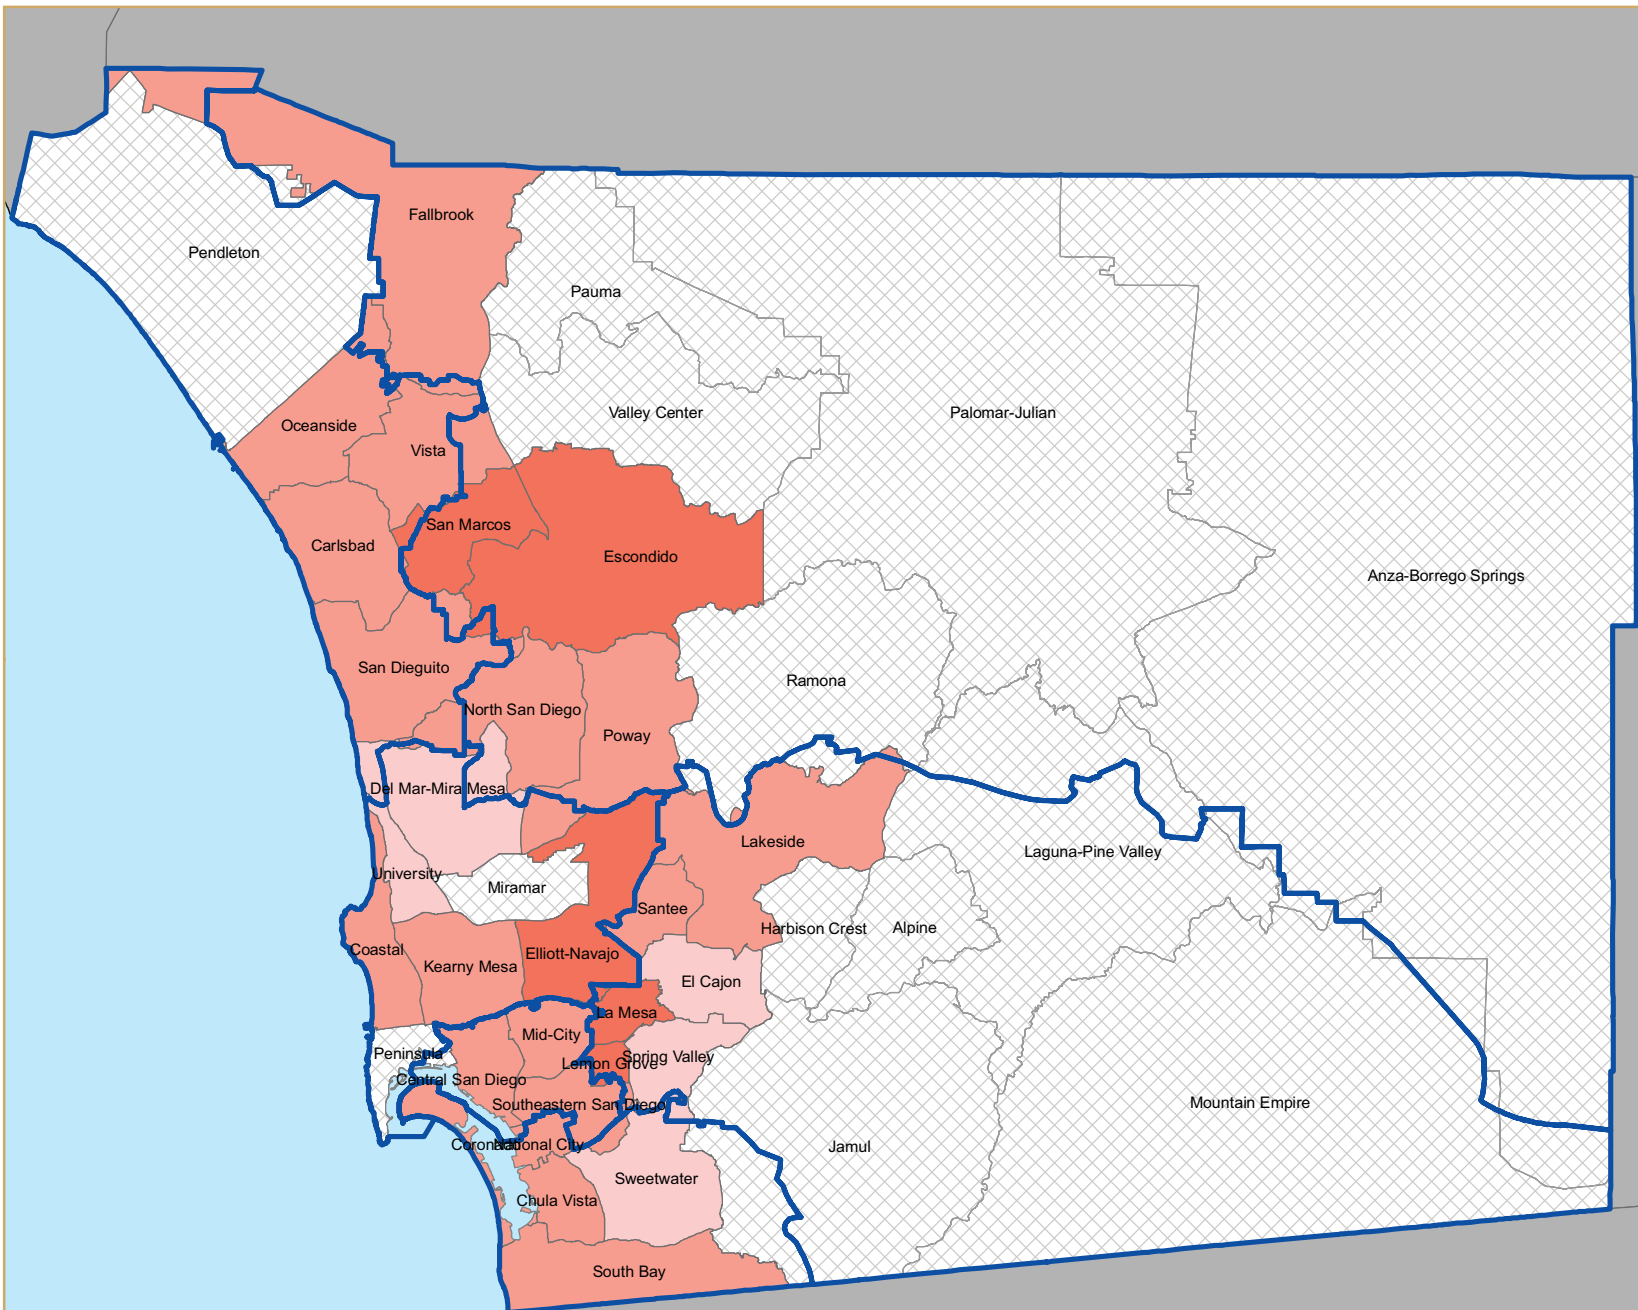 Fallbrook
Pendleton
Pauma
Valley Center
Palomar-Julian
Oceanside
Vista
San Marcos
Carlsbad
Escondido
Anza-Borrego Springs
San Dieguito
Ramona
North San Diego
Poway
Del Mar-Mira Mesa
Lakeside
Laguna-Pine Valley
University
Miramar
Santee
Harbison Crest
Alpine
Coastal
Elliott-Navajo
Kearny Mesa
El Cajon
La Mesa
Mid-City
Peninsula
Spring Valley
Lemon Grove
Central San Diego
Southeastern San Diego
Mountain Empire
Coronado
National City
Jamul
Sweetwater
Chula Vista
South Bay